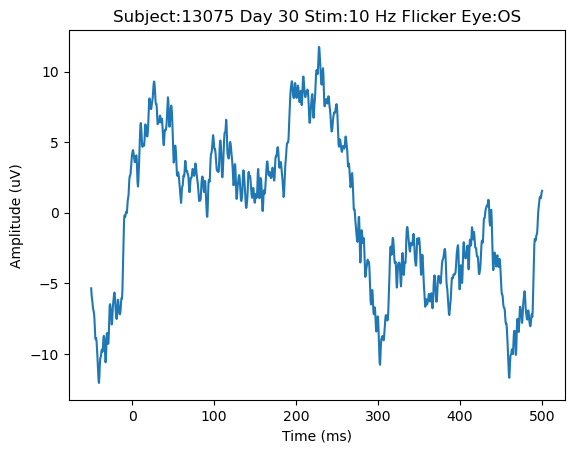 Subject:13075 Day 30 Stim:10 Hz Flicker Eye:OS
10
5
0
−5
−10
Amplitude (uV)
0 100 200 300 400 500
Time (ms)